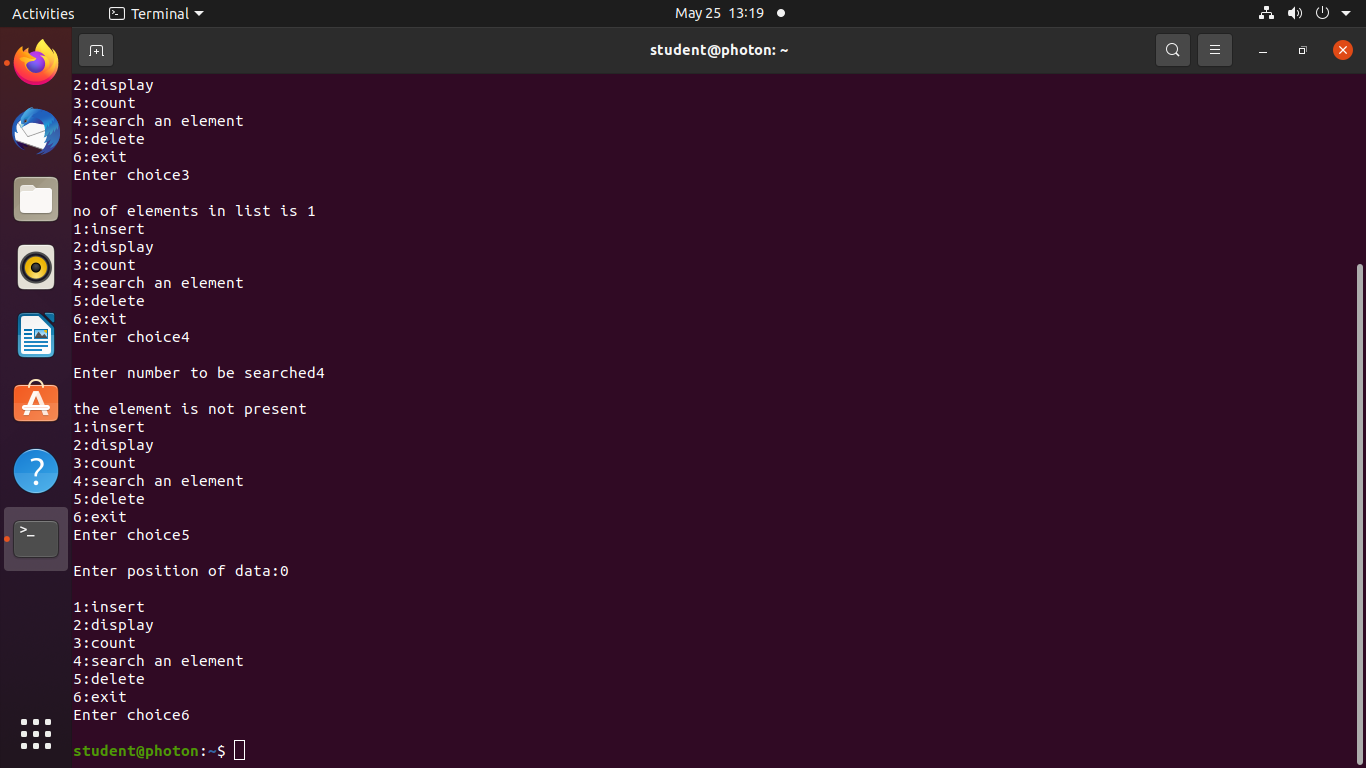 Activities Terminal May 25 13:19
student@photon: ~
2:display
3:count
4:search an element
5:delete
6:exit
Enter choice3
no of elements in list is 1
1:insert
2:display
3:count
4:search an element
5:delete
6:exit
Enter choice4
Enter number to be searched4
the element is not present
1:insert
2:display
3:count
4:search an element
5:delete
6:exit
Enter choice5
Enter position of data:0
1:insert
2:display
3:count
4:search an element
5:delete
6:exit
Enter choice6
student@photon:~$